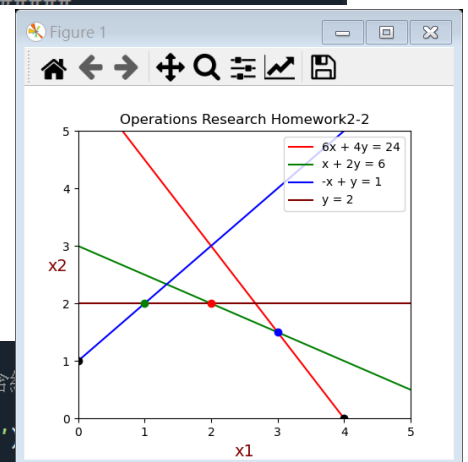 Figure 1
Operations Research Homework2-2
6x + 4y = 24
x + 2y = 6
-x + y = 1
y = 2
5
4
3
2
1
0
x2
0 1 2 3 4 5
x1